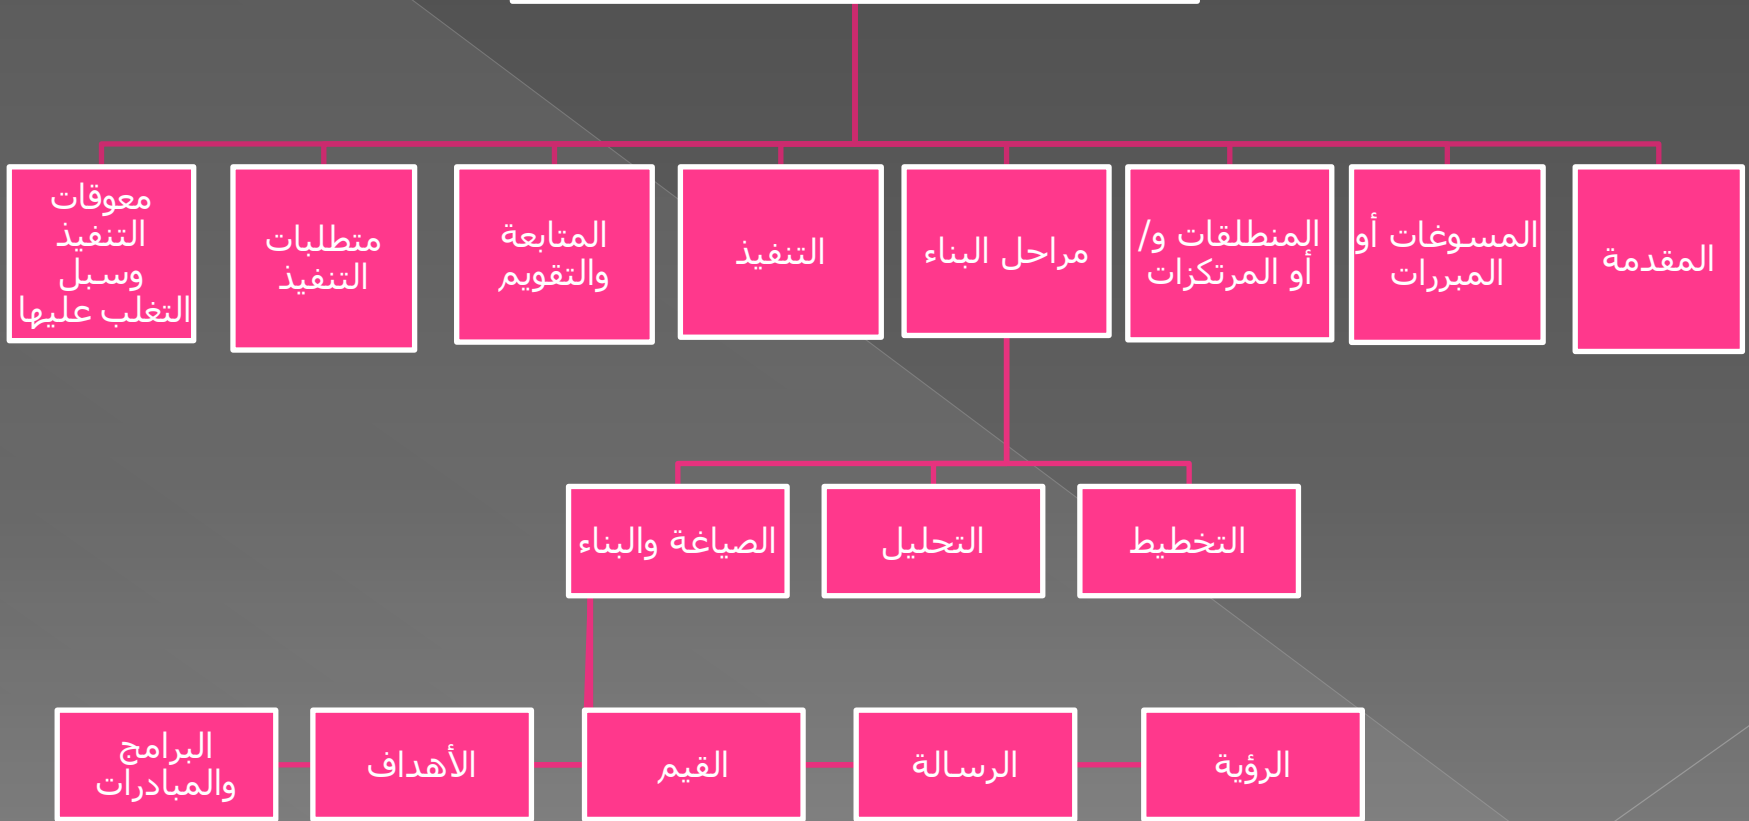 المقدمة
المسوغات أو
المبررات
المنطلقات و/
أو المرتكزات
مراحل البناء
التنفيذ
المتابعة
والتقويم
متطلبات
التنفيذ
معوقات
التنفيذ
وسبل
التغلب عليها
التخطيط
التحليل
الصياغة والبناء
الرؤية
الرسالة
القيم
الأهداف
البرامج
والمبادرات